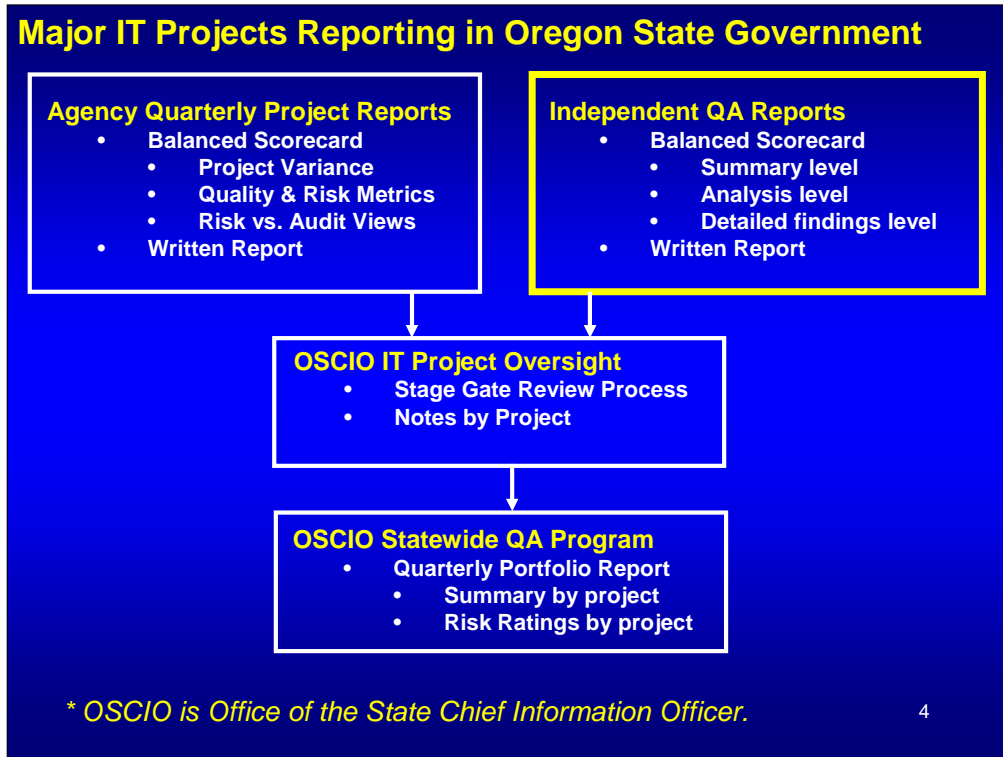 Major IT Projects Reporting in Oregon State Government
Agency Quarterly Project Reports
• Balanced Scorecard
• Project Variance
• Quality & Risk Metrics
• Risk vs. Audit Views
• Written Report
Independent QA Reports
• Balanced Scorecard
• Summary level
• Analysis level
• Detailed findings level
• Written Report
OSCIO IT Project Oversight
• Stage Gate Review Process
• Notes by Project
OSCIO Statewide QA Program
• Quarterly Portfolio Report
• Summary by project
• Risk Ratings by project
* OSCIO is Office of the State Chief Information Officer.
4